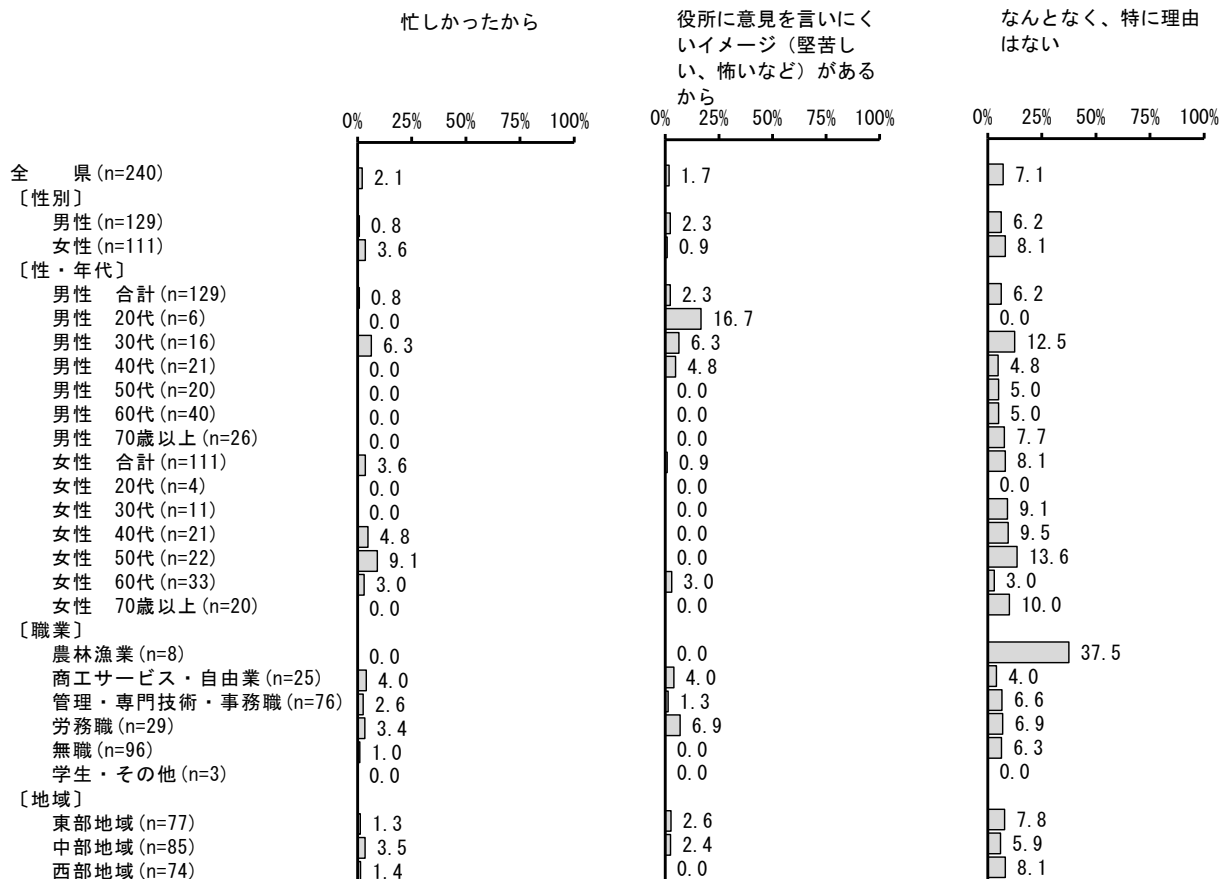 忙しかったから 役所に意見を言いにく なんとなく、特に理由
いイメージ（堅苦し はない
い、怖いなど）がある
から
0% 25% 50% 75% 100% 0% 25% 50% 75% 100% 0% 25% 50% 75% 100%
全　　県(n=240) 2.1 1.7 7.1
〔性別〕
男性(n=129) 0.8 2.3 6.2
女性(n=111) 3.6 0.9 8.1
〔性・年代〕
男性　合計(n=129) 0.8 2.3 6.2
男性　20代(n=6) 0.0 16.7 0.0
男性　30代(n=16) 6.3 6.3 12.5
男性　40代(n=21) 0.0 4.8 4.8
男性　50代(n=20) 0.0 0.0 5.0
男性　60代(n=40) 0.0 0.0 5.0
男性　70歳以上(n=26) 0.0 0.0 7.7
女性　合計(n=111) 3.6 0.9 8.1
女性　20代(n=4) 0.0 0.0 0.0
女性　30代(n=11) 0.0 0.0 9.1
女性　40代(n=21) 4.8 0.0 9.5
女性　50代(n=22) 9.1 0.0 13.6
女性　60代(n=33) 3.0 3.0 3.0
女性　70歳以上(n=20) 0.0 0.0 10.0
〔職業〕
農林漁業(n=8) 0.0 0.0 37.5
商工サービス・自由業(n=25) 4.0 4.0 4.0
管理・専門技術・事務職(n=76) 2.6 1.3 6.6
労務職(n=29) 3.4 6.9 6.9
無職(n=96) 1.0 0.0 6.3
学生・その他(n=3) 0.0 0.0 0.0
〔地域〕
東部地域(n=77) 1.3 2.6 7.8
中部地域(n=85) 3.5 2.4 5.9
西部地域(n=74) 1.4 0.0 8.1